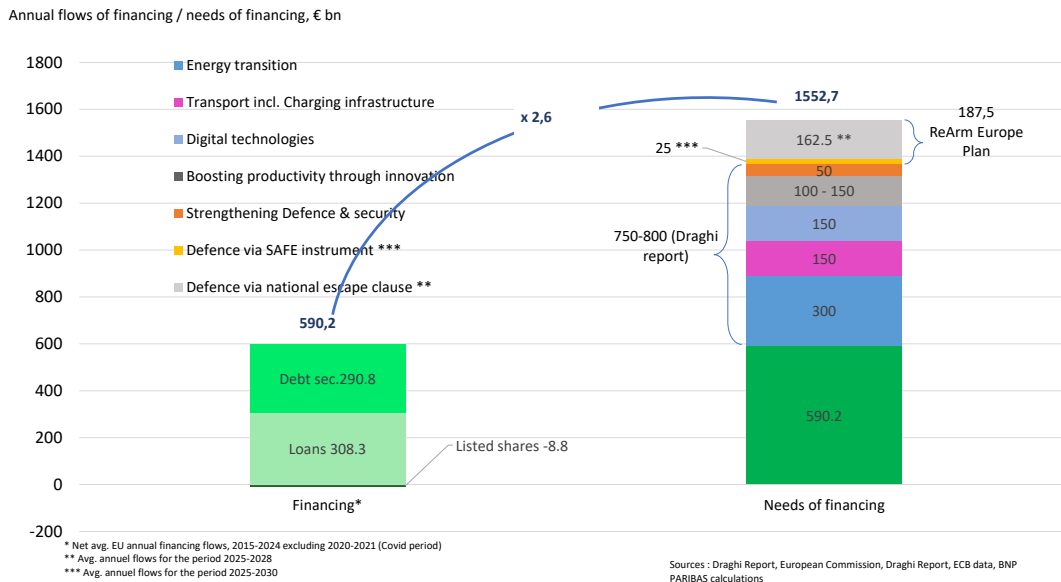 Annual flows of financing / needs of financing, € bn
1800
1600
1400
1200
1000
800
600
400
200
0
-200
Energy transition
Transport incl. Charging infrastructure
Digital technologies
Boosting productivity through innovation
Strengthening Defence & security
Defence via SAFE instrument ***
Defence via national escape clause **
x 2,6
590,2
Debt sec.290.8
Loans 308.3
Listed shares -8.8
Financing*
1552,7
162.5 **
25 ***
50
100 - 150
150
150
300
590.2
Needs of financing
750-800 (Draghi
report)
187,5
ReArm Europe
Plan
* Net avg. EU annual financing flows, 2015-2024 excluding 2020-2021 (Covid period)
** Avg. annuel flows for the period 2025-2028
*** Avg. annuel flows for the period 2025-2030
Sources : Draghi Report, European Commission, Draghi Report, ECB data, BNP
PARIBAS calculations